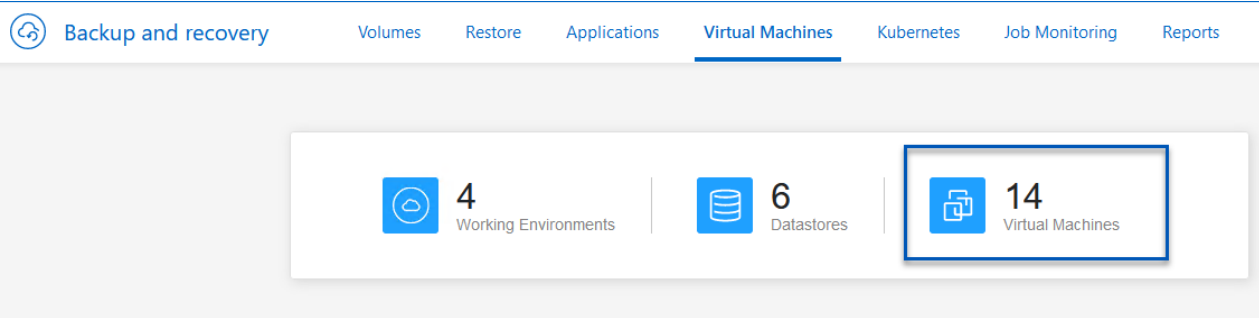 Backup and recovery Volumes Restore Applications Virtual Machines Kubernetes Job Monitoring Reports
4 6 14
Working Environments Datastores Virtual Machines